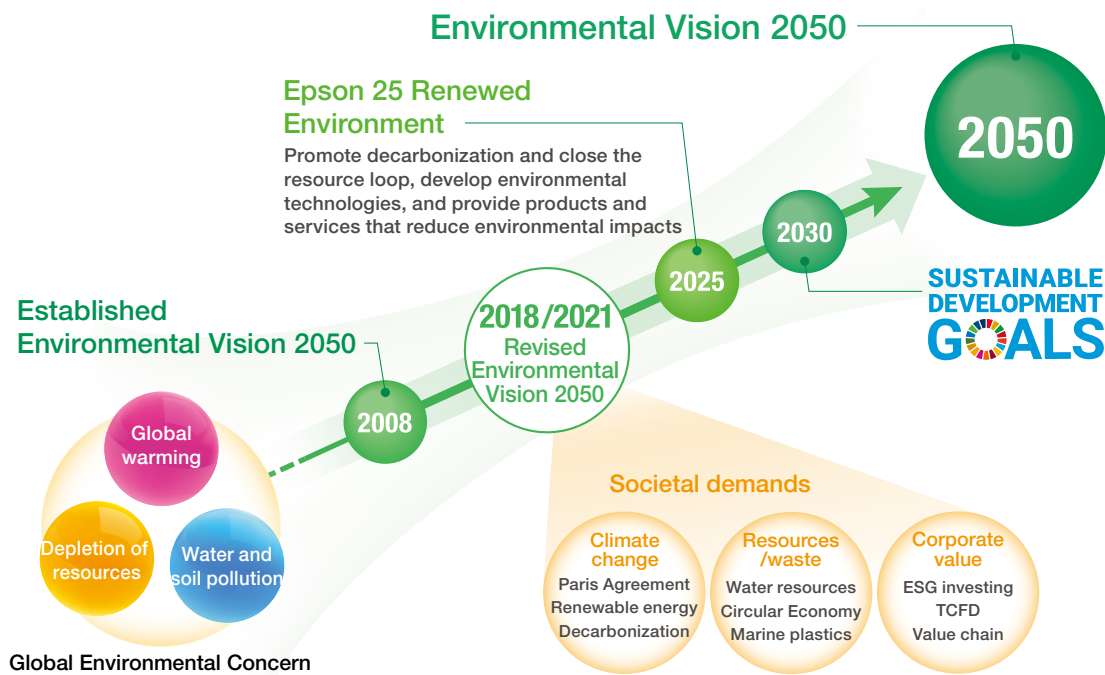 Environmental Vision 2050
2050
Epson 25 Renewed
Environment
Promote decarbonization and close the
resource loop, develop environmental
technologies, and provide products and
services that reduce environmental impacts
2030
2025
SUSTAINABLE
DEVELOPMENT
GOALS
2018/2021
Revised
Environmental
Vision 2050
Established
Environmental Vision 2050
2008
Global
warming
Depletion of
resources
Water and
soil pollution
Global Environmental Concern
Societal demands
Climate
change
Paris Agreement
Renewable energy
Decarbonization
Resources
/waste
Water resources
Circular Economy
Marine plastics
Corporate
value
ESG investing
TCFD
Value chain